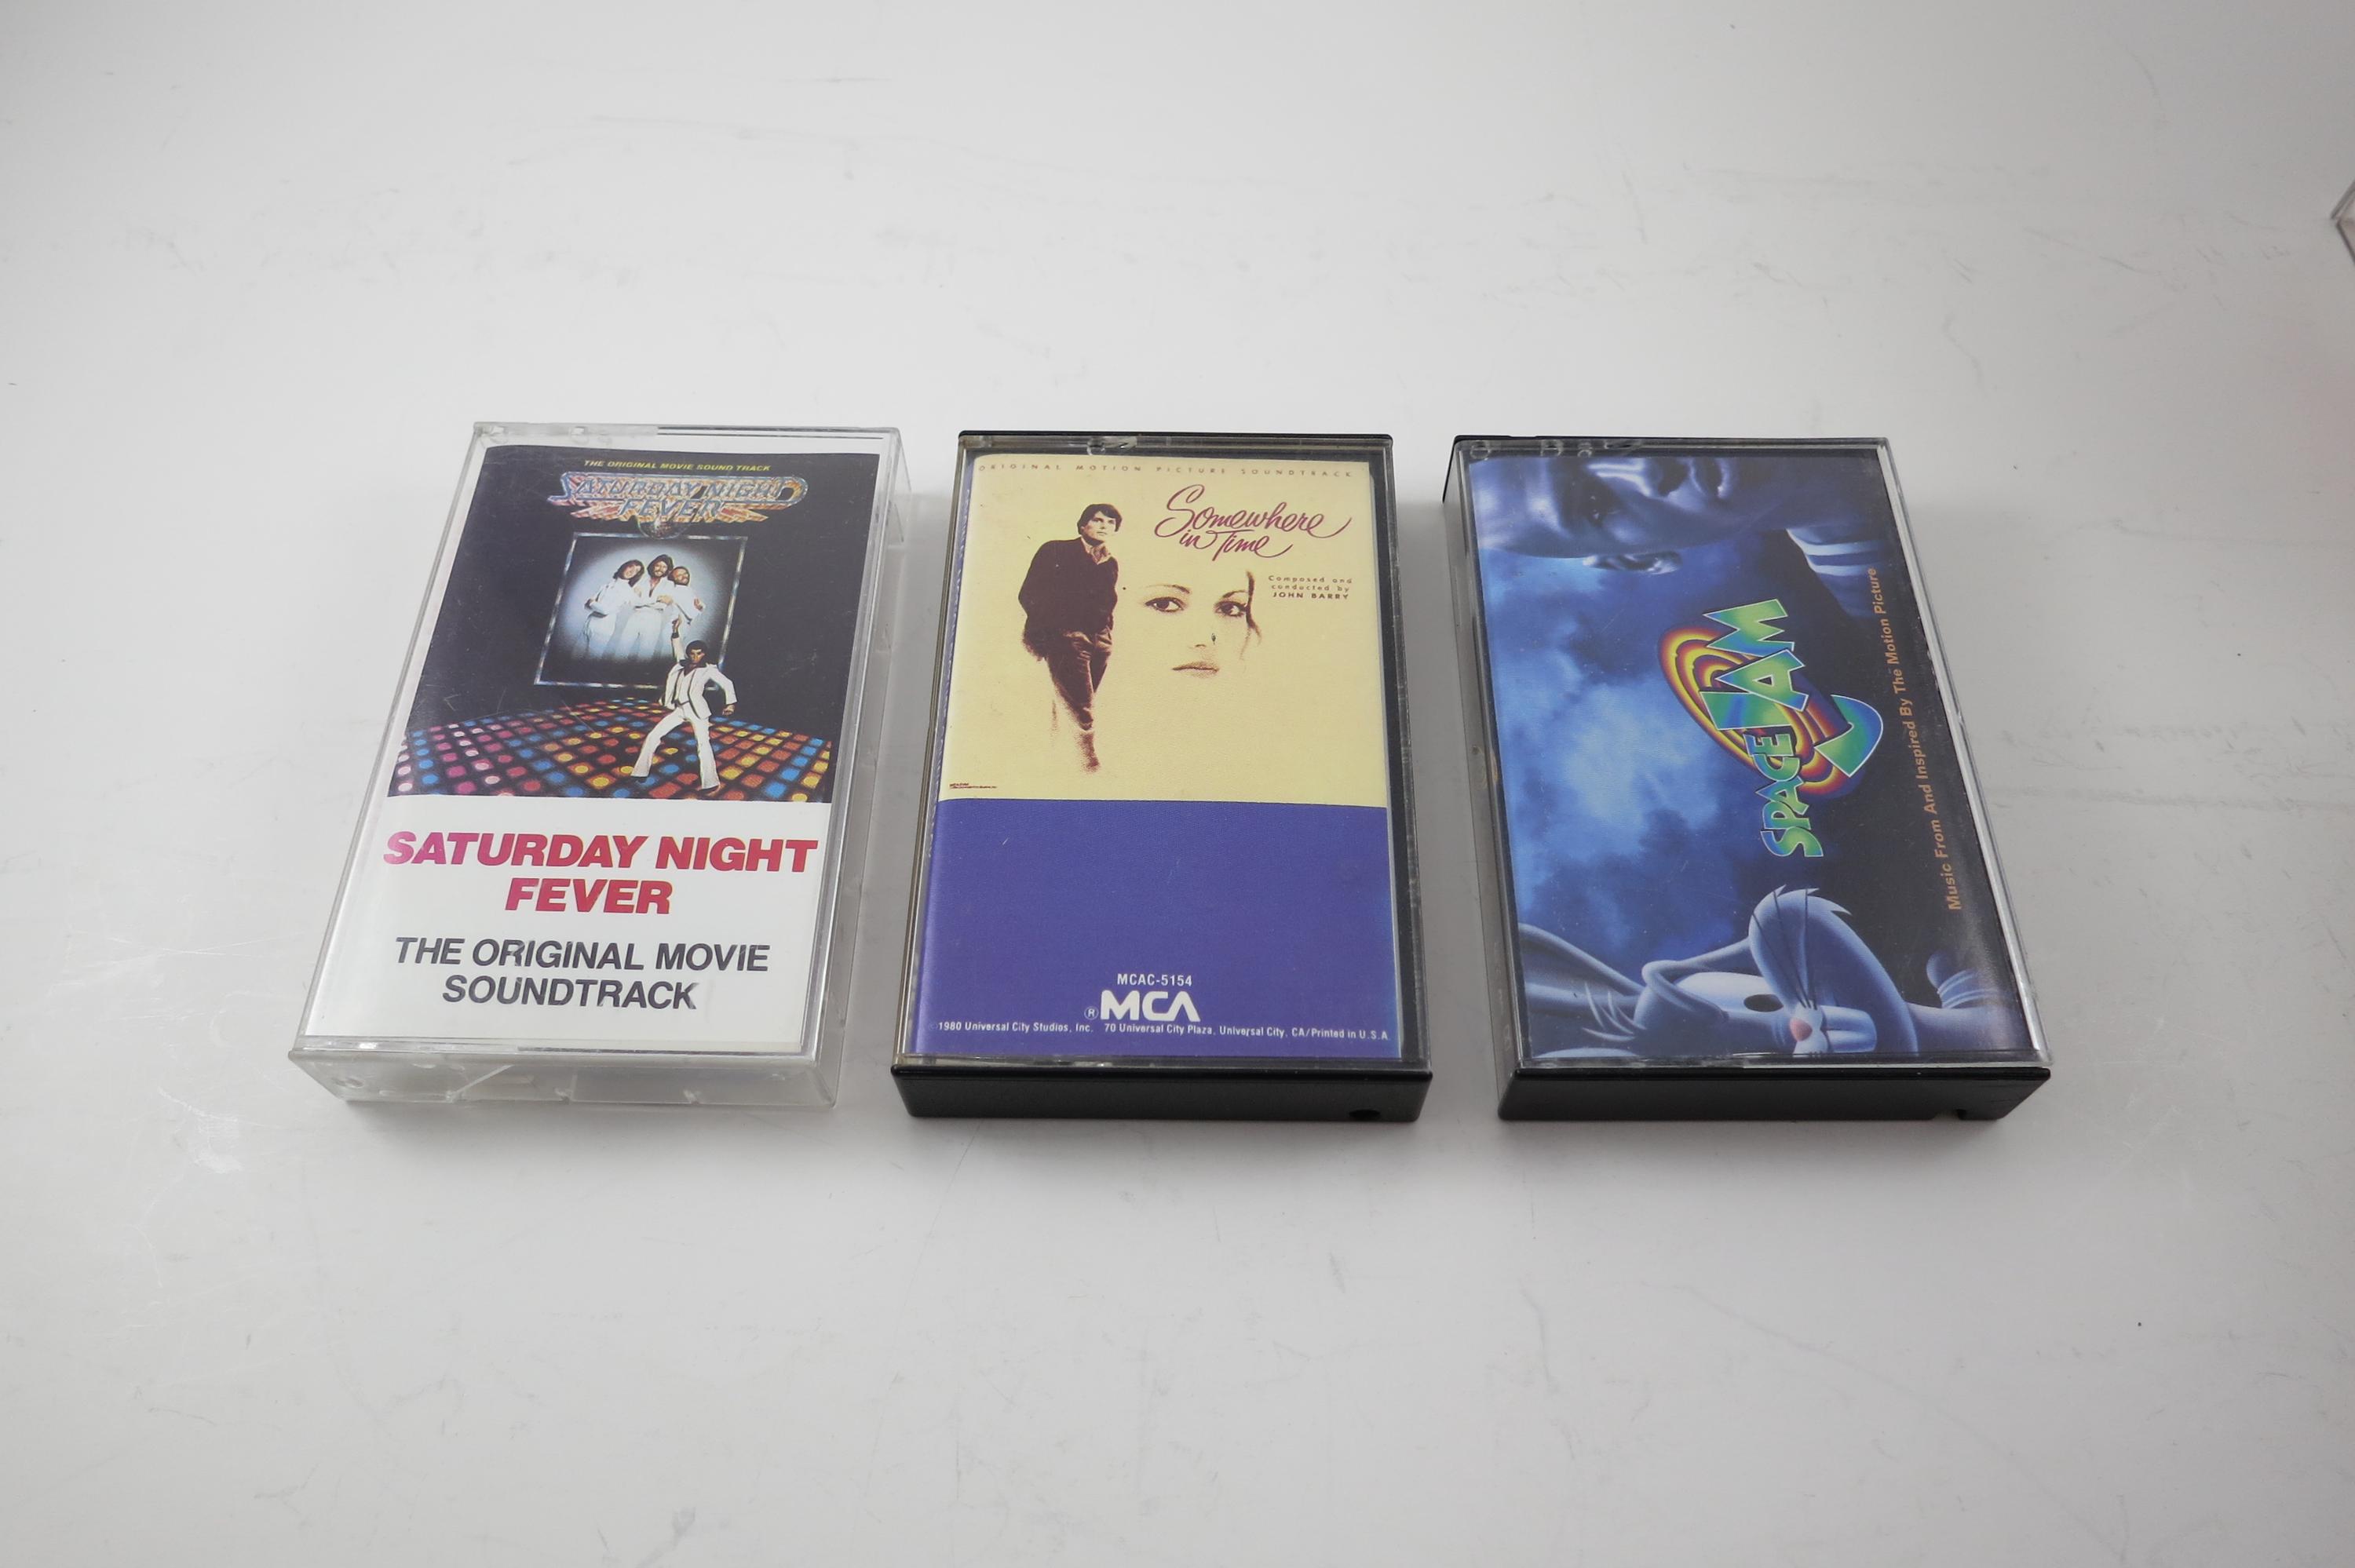 THE ORIGINAL MOVIE SOUND TRACK
SATURDAY NIGHT
FEVER
SATURDAY NIGHT
FEVER
THE ORIGINAL MOVIE
SOUNDTRACK
ORIGINAL MOTION PICTURE SOUNDTRACK
Somewhere
in Time
Composed and
conducted by
JOHN BARRY
MCAC-5154
® MCA
1980 Universal City Studios, Inc. 70 Universal City Plaza, Universal City, CA/Printed in U.S.A.
SPACE JAM
Music From And Inspired By The Motion Picture